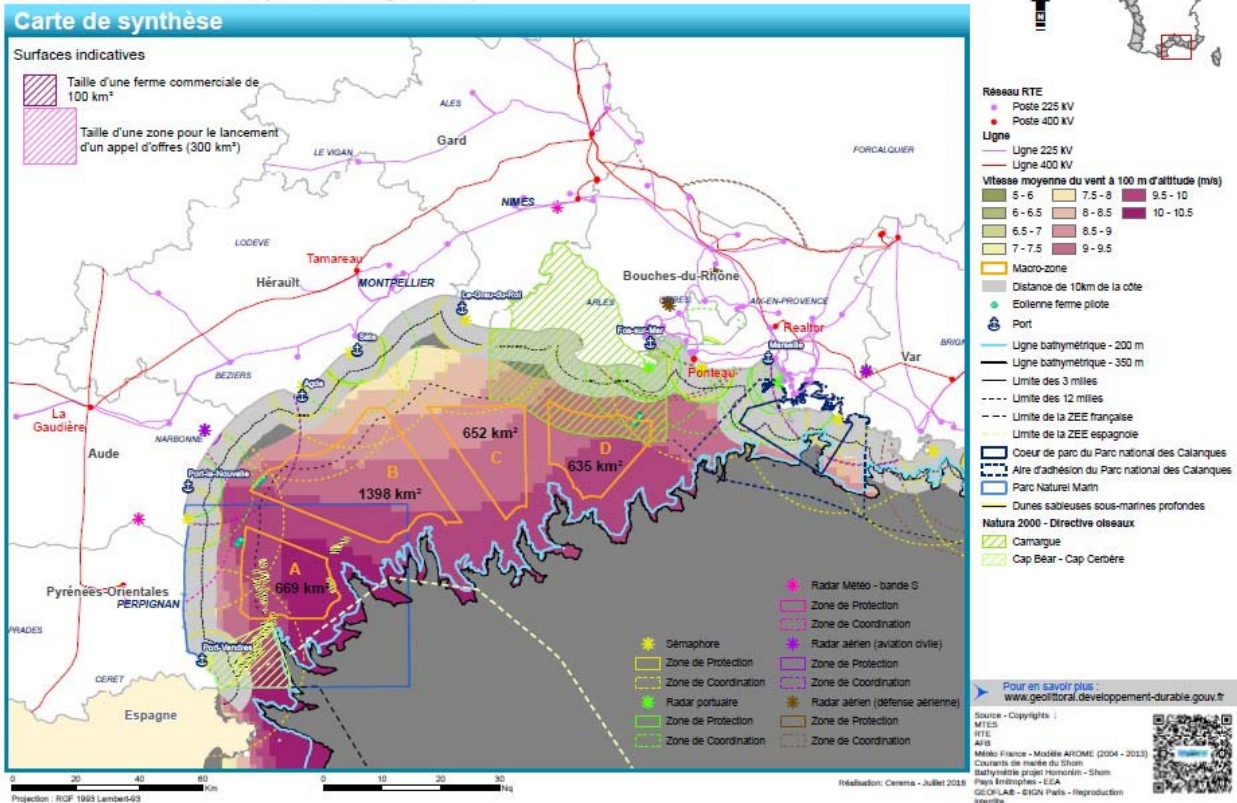 Carte de synthèse
Surfaces indicatives
Taille d'une ferme commerciale de
100 km²
Taille d'une zone pour le lancement
d'un appel d'offres (300 km²)
ALES
Gard
LE VIGAN
FORCALQUIER
NIMES
LODEVE
Tamareau
Hérault
MONTPELLIER
Le-Grau-du-Roi
Bouches-du-Rhône
ARLES
AIX-EN-PROVENCE
Sète
Fos-sur-Mer
Marseille
Realtor
Var
BRIGN
Ponteau
BEZIERS
Agde
La
Gaudière
NARBONNE
Aude
Port-la-Nouvelle
B
1398 km²
652 km²
C
D
635 km²
A
669 km²
Pyrénées-Orientales
PERPIGNAN
PRADES
Port-Vendres
CERET
Espagne
Sémaphore
Zone de Protection
Zone de Coordination
Radar portuaire
Zone de Protection
Zone de Coordination
Radar Météo - bande S
Zone de Protection
Zone de Coordination
Radar aérien (aviation civile)
Zone de Protection
Zone de Coordination
Radar aérien (défense aérienne)
Zone de Protection
Zone de Coordination
0 20 40 60
Km
0 10 20 30
Nq
Projection : RGF 1993 Lambert-93
Réalisation: Cerema - Juillet 2018
N
Réseau RTE
Poste 225 kV
Poste 400 kV
Ligne
Ligne 225 kV
Ligne 400 kV
Vitesse moyenne du vent à 100 m d'altitude (m/s)
5 - 6 7.5 - 8 9.5 - 10
6 - 6.5 8 - 8.5 10 - 10.5
6.5 - 7 8.5 - 9
7 - 7.5 9 - 9.5
Macro-zone
Distance de 10km de la côte
Eolienne ferme pilote
Port
Ligne bathymétrique - 200 m
Ligne bathymétrique - 350 m
Limite des 3 milles
Limite des 12 milles
Limite de la ZEE française
Limite de la ZEE espagnole
Coeur de parc du Parc national des Calanques
Aire d'adhésion du Parc national des Calanques
Parc Naturel Marin
Dunes sableuses sous-marines profondes
Natura 2000 - Directive oiseaux
Camargue
Cap Béar - Cap Cerbère
Pour en savoir plus :
www.geolittoral.developpement-durable.gouv.fr
Source - Copyrights :
MTES
RTE
AFB
Météo France - Modèle AROME (2004 - 2013)
Courants de marée du Shom
Bathymétrie projet Homonim - Shom
Pays limitrophes - EEA
GEOFLA® - ©IGN Paris - Reproduction
interdite